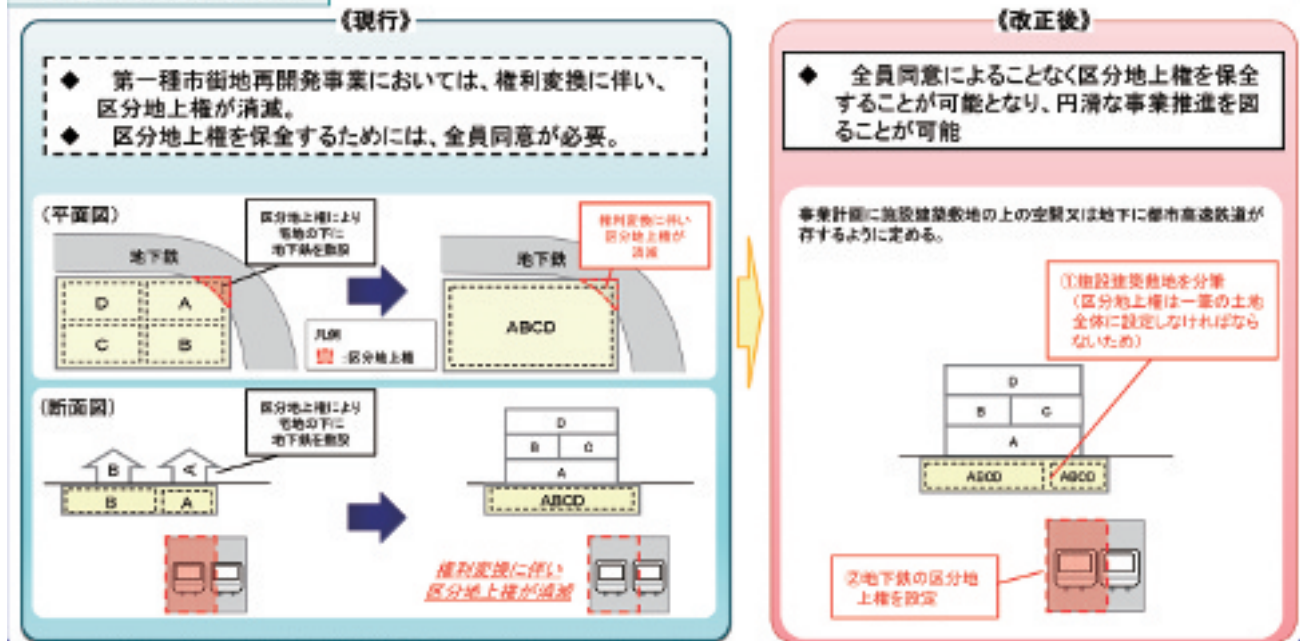 《現行》
◆ 第一種市街地再開発事業においては、権利変換に伴い、
区分地上権が消滅。
◆ 区分地上権を保全するためには、全員同意が必要。
(平面図)
区分地上権により
宅地の下に
地下鉄を敷設
地下鉄
D
A
C
B
権利変換に伴い
区分地上権が
消滅
地下鉄
ABCD
凡例
:区分地上権
(断面図)
区分地上権により
宅地の下に
地下鉄を敷設
B
A
B
A
D
B
C
A
ABCD
権利変換に伴い
区分地上権が消滅
《改正後》
◆ 全員同意によることなく区分地上権を保全
することが可能となり、円滑な事業推進を図
ることが可能
事業計画に施設建築敷地の上の空間又は地下に都市高速鉄道が
存するように定める。
①施設建築敷地を分筆
(区分地上権は一筆の土地
全体に設定しなければなら
ないため)
D
B
C
A
ABCD
ABCD
②地下鉄の区分地
上権を設定